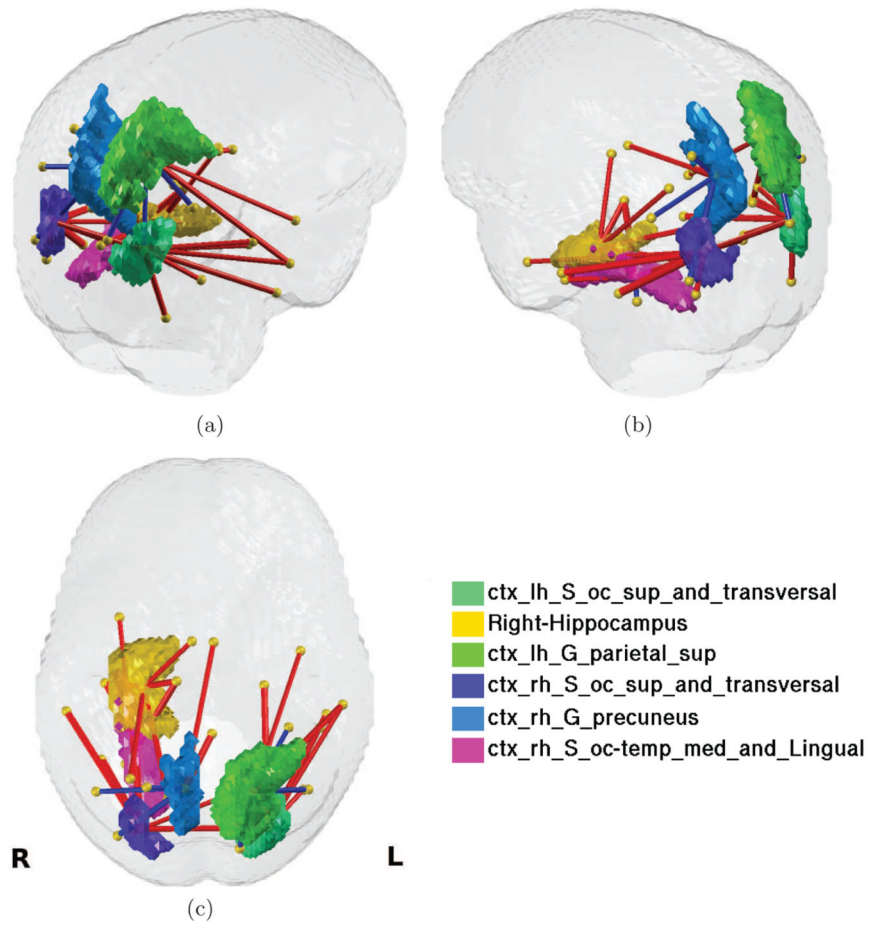 (a)
(b)
ctx_lh_S_oc_sup_and_transversal
Right-Hippocampus
ctx_lh_G_parietal_sup
ctx_rh_S_oc_sup_and_transversal
ctx_rh_G_precuneus
ctx_rh_S_oc-temp_med_and_Lingual
R
L
(c)